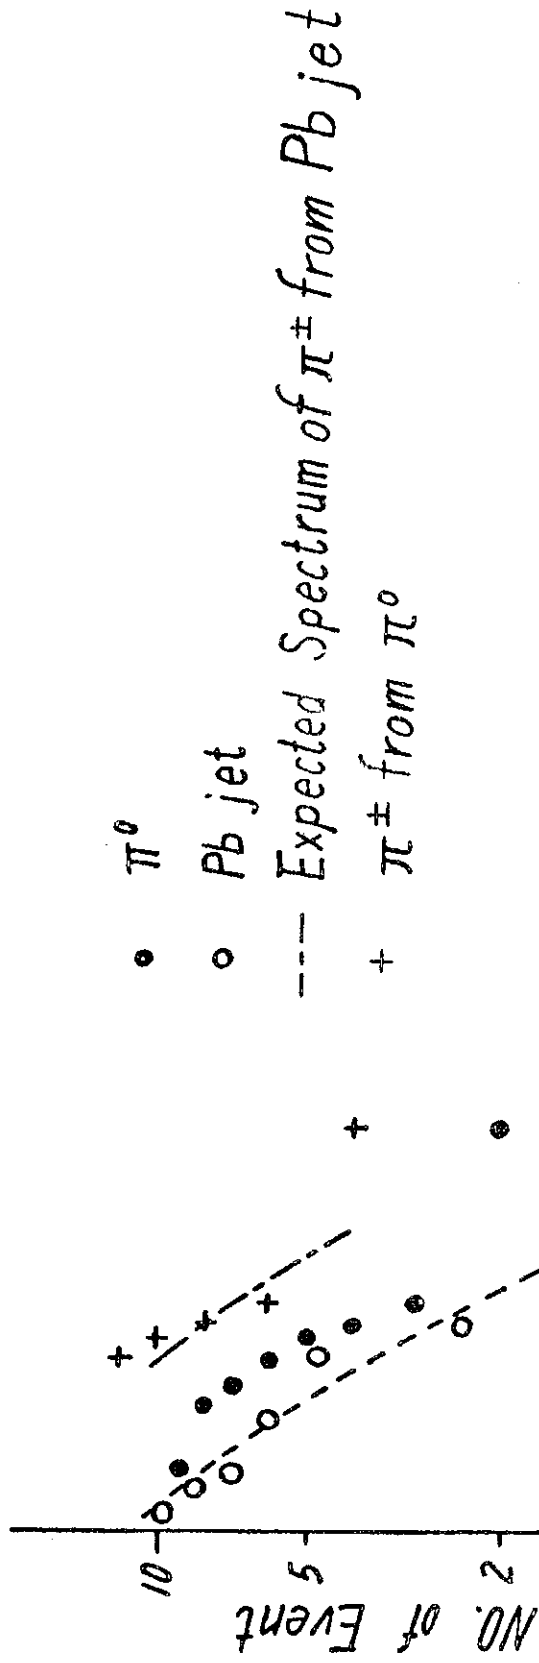 ● π⁰
○ Pb jet
--- Expected Spectrum of π± from Pb jet
+ π± from π⁰
10
5
2
NO. of Event